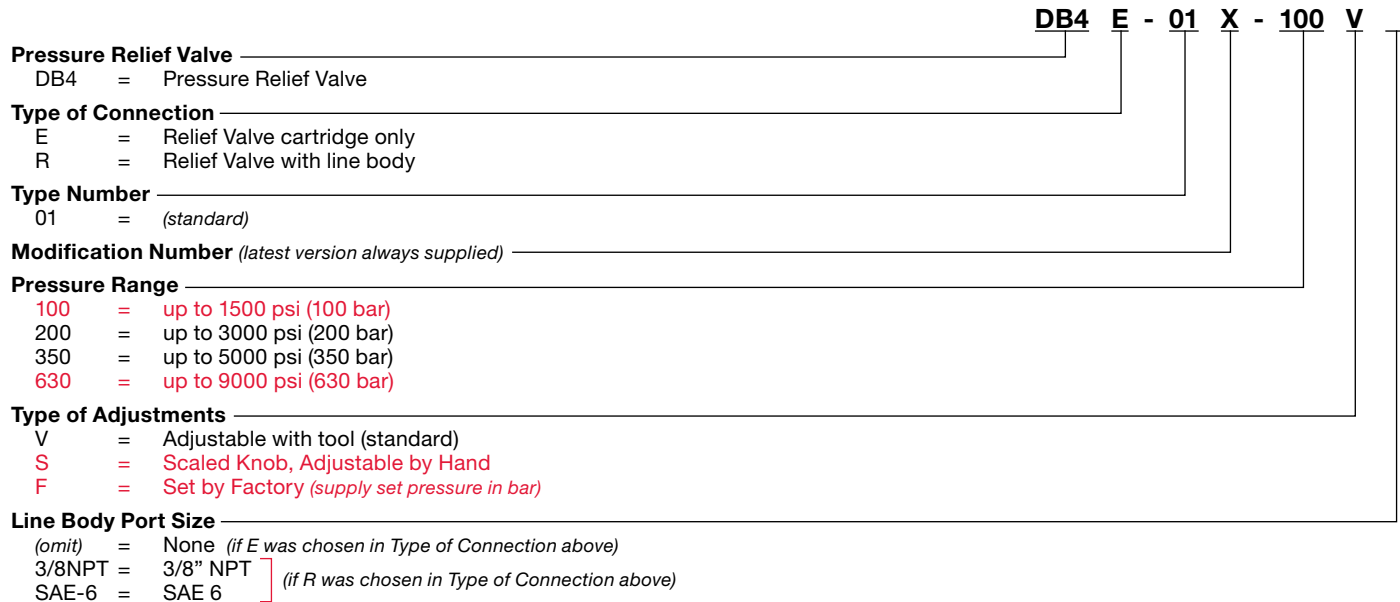 DB4 E - 01 X - 100 V
Pressure Relief Valve
DB4 = Pressure Relief Valve
Type of Connection
E = Relief Valve cartridge only
R = Relief Valve with line body
Type Number
01 = (standard)
Modification Number (latest version always supplied)
Pressure Range
100 = up to 1500 psi (100 bar)
200 = up to 3000 psi (200 bar)
350 = up to 5000 psi (350 bar)
630 = up to 9000 psi (630 bar)
Type of Adjustments
V = Adjustable with tool (standard)
S = Scaled Knob, Adjustable by Hand
F = Set by Factory (supply set pressure in bar)
Line Body Port Size
(omit) = None (if E was chosen in Type of Connection above)
3/8NPT = 3/8” NPT
(if R was chosen in Type of Connection above)
SAE-6 = SAE 6